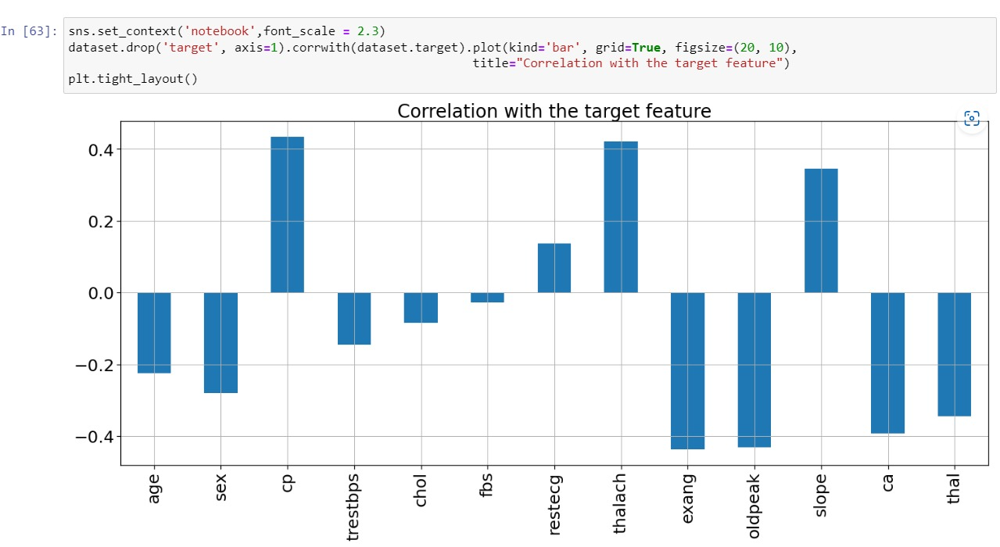 In [63]: sns.set_context('notebook',font_scale = 2.3)
dataset.drop('target', axis=1).corrwith(dataset.target).plot(kind='bar', grid=True, figsize=(20, 10),
title="Correlation with the target feature")
plt.tight_layout()
Correlation with the target feature
0.4
0.2
0.0
−0.2
−0.4
age
sex
cp
trestbps
chol
fbs
restecg
thalach
exang
oldpeak
slope
ca
thal